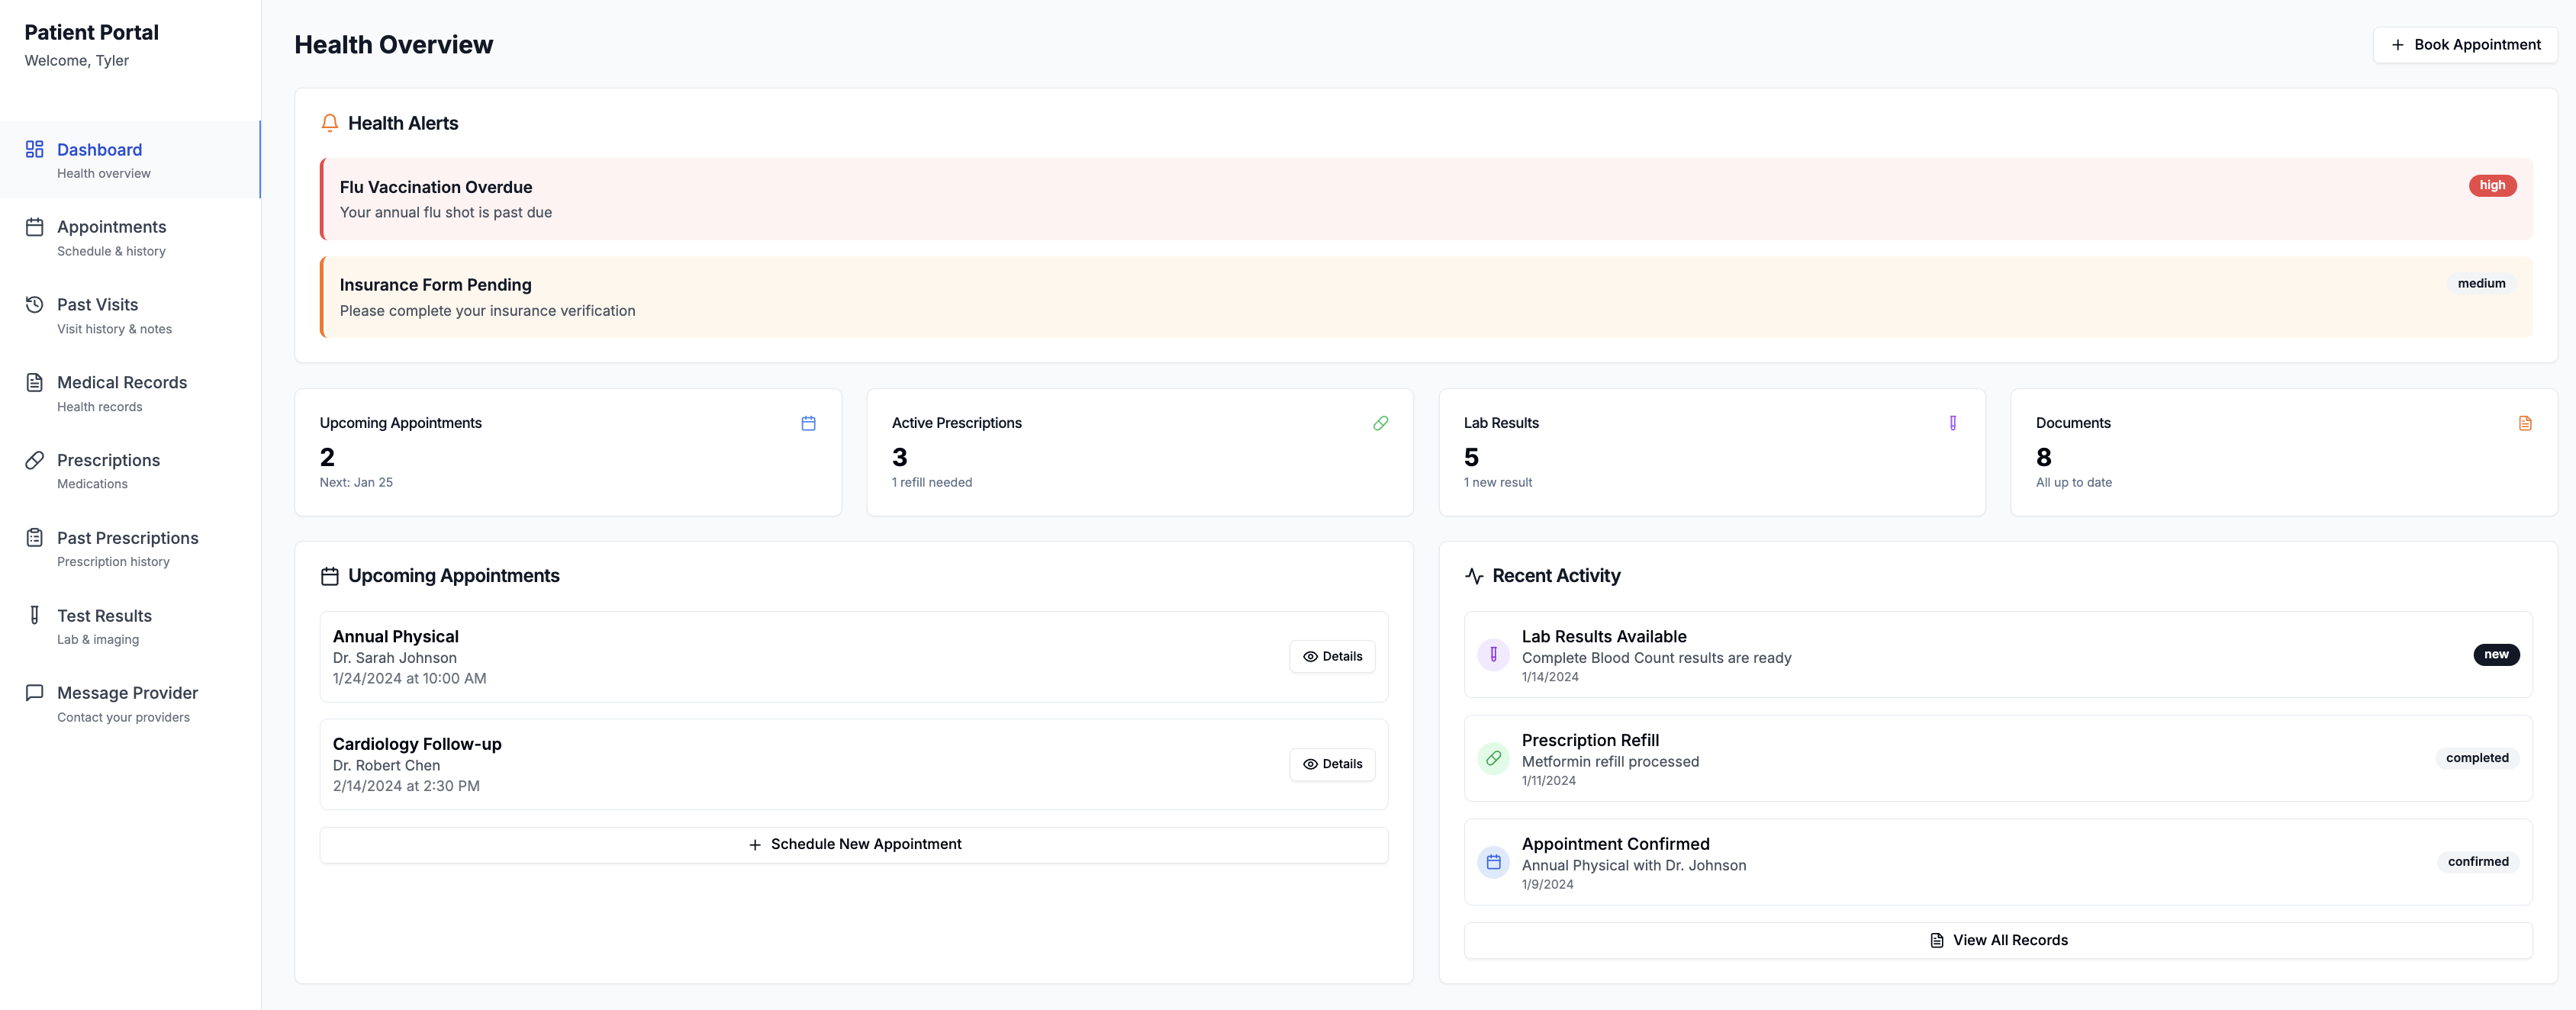 Patient Portal
Welcome, Tyler
Dashboard
Health overview
Appointments
Schedule & history
Past Visits
Visit history & notes
Medical Records
Health records
Prescriptions
Medications
Past Prescriptions
Prescription history
Test Results
Lab & imaging
Message Provider
Contact your providers
Health Overview
Book Appointment
Health Alerts
Flu Vaccination Overdue
high
Your annual flu shot is past due
Insurance Form Pending
medium
Please complete your insurance verification
Upcoming Appointments
2
Next: Jan 25
Active Prescriptions
3
1 refill needed
Lab Results
5
1 new result
Documents
8
All up to date
Upcoming Appointments
Annual Physical
Dr. Sarah Johnson
1/24/2024 at 10:00 AM
Details
Cardiology Follow-up
Dr. Robert Chen
2/14/2024 at 2:30 PM
Details
Schedule New Appointment
Recent Activity
Lab Results Available
Complete Blood Count results are ready
1/14/2024
new
Prescription Refill
Metformin refill processed
1/11/2024
completed
Appointment Confirmed
Annual Physical with Dr. Johnson
1/9/2024
confirmed
View All Records